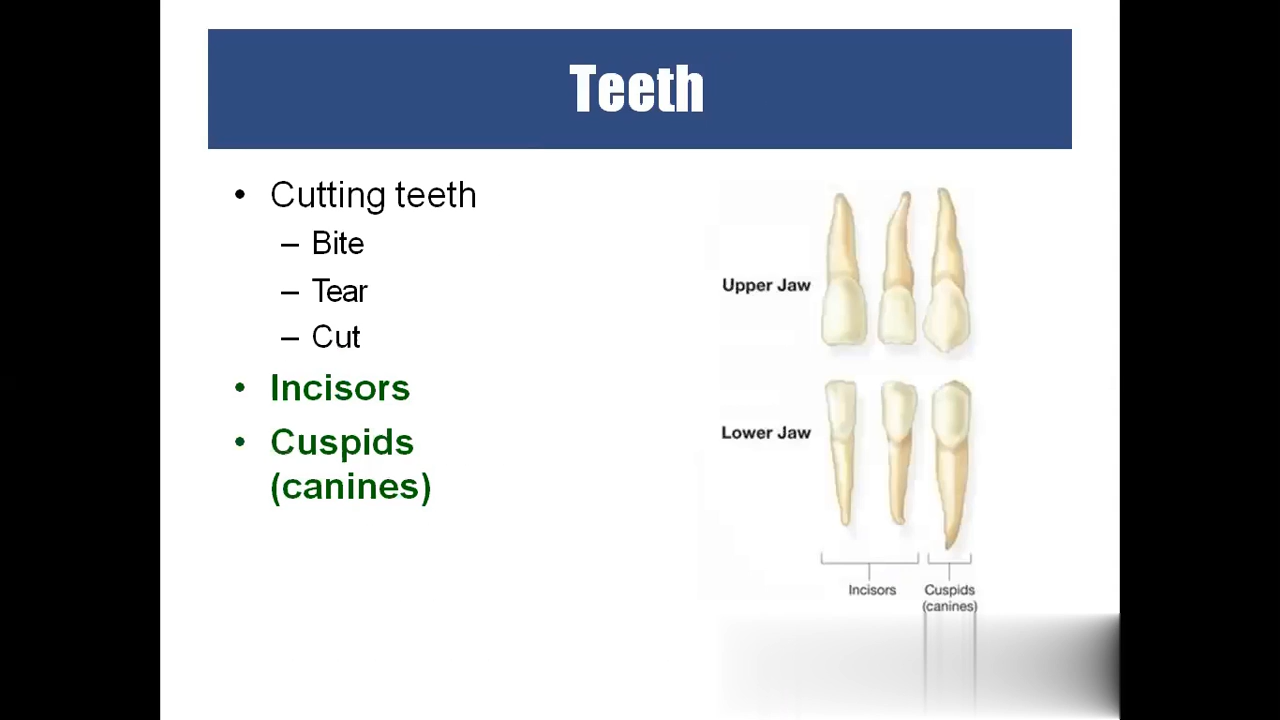 Teeth
• Cutting teeth
– Bite
– Tear
– Cut
• Incisors
• Cuspids
(canines)
Upper Jaw
Lower Jaw
Incisors
Cuspids
(canines)